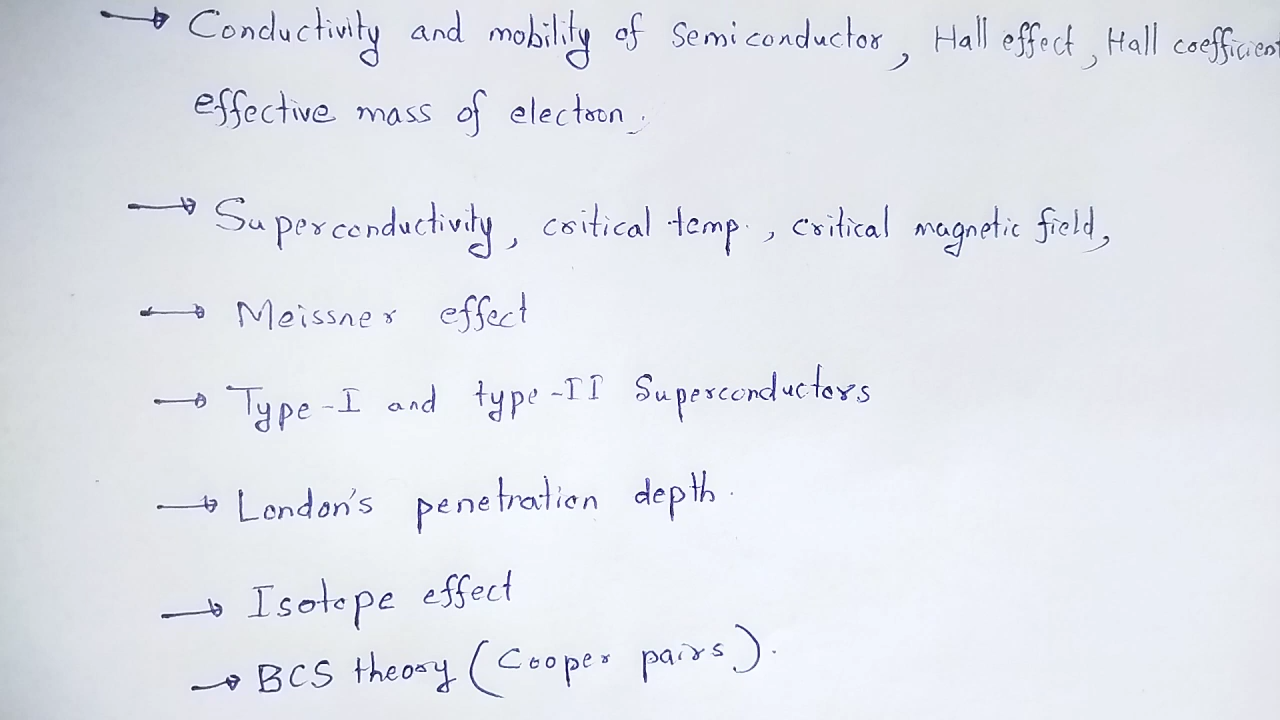 → Conductivity and mobility of Semiconductor, Hall effect, Hall coefficient
effective mass of electron.
→ Superconductivity, critical temp., critical magnetic field,
→ Meissner effect
→ Type-I and type-II Superconductors
→ London's penetration depth.
→ Isotope effect
→ BCS theory (Cooper pairs).